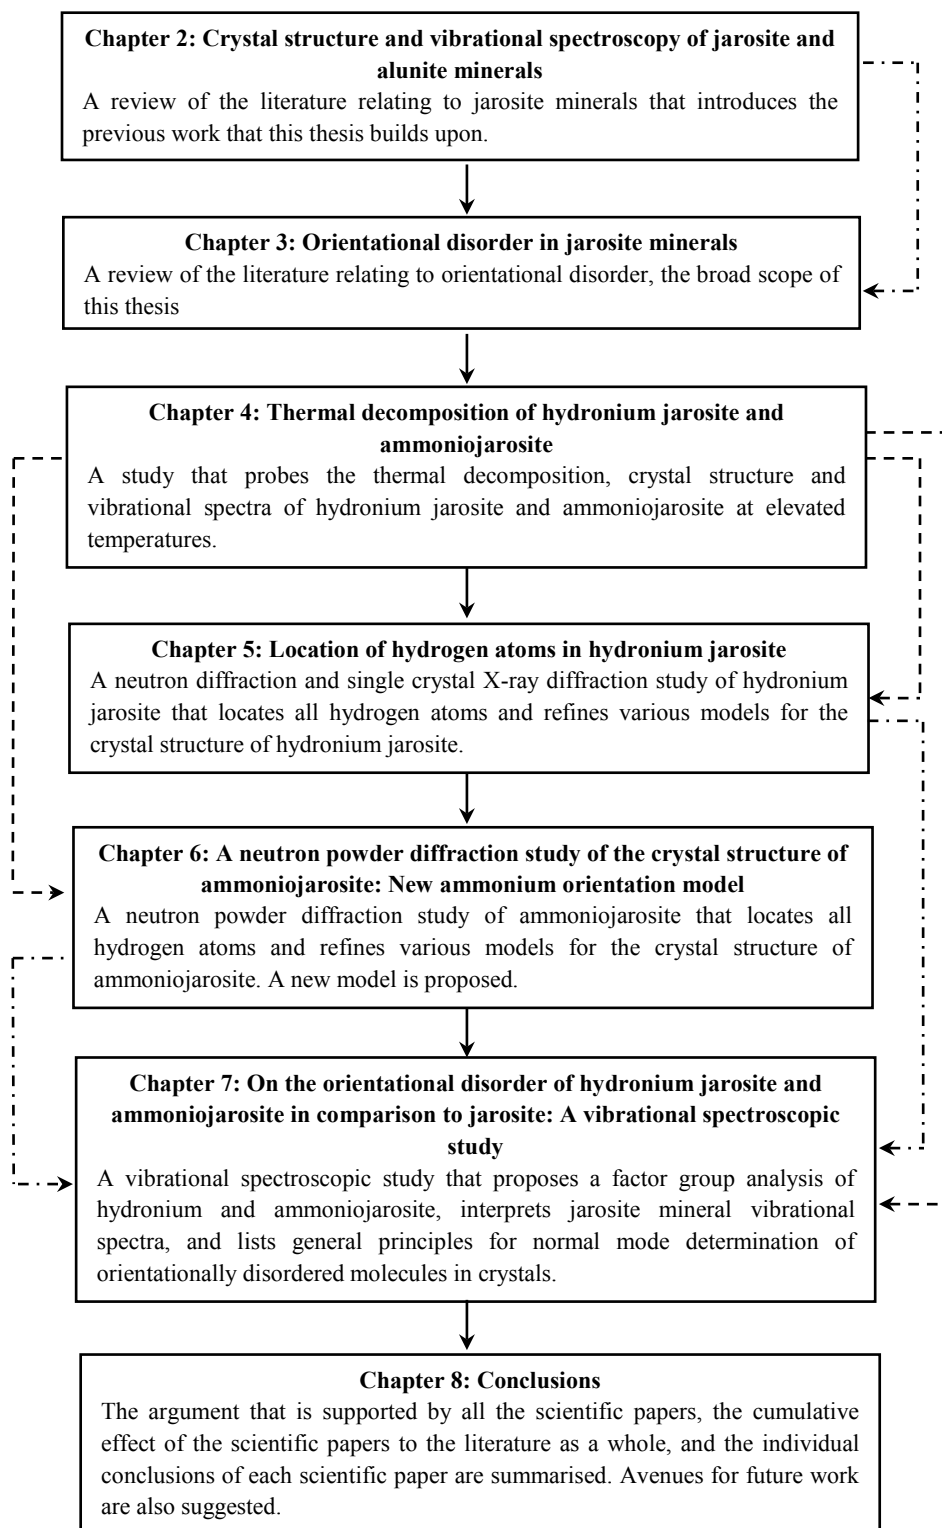 Chapter 2: Crystal structure and vibrational spectroscopy of jarosite and
alunite minerals
A review of the literature relating to jarosite minerals that introduces the
previous work that this thesis builds upon.
Chapter 3: Orientational disorder in jarosite minerals
A review of the literature relating to orientational disorder, the broad scope of
this thesis
Chapter 4: Thermal decomposition of hydronium jarosite and
ammoniojarosite
A study that probes the thermal decomposition, crystal structure and
vibrational spectra of hydronium jarosite and ammoniojarosite at elevated
temperatures.
Chapter 5: Location of hydrogen atoms in hydronium jarosite
A neutron diffraction and single crystal X-ray diffraction study of hydronium
jarosite that locates all hydrogen atoms and refines various models for the
crystal structure of hydronium jarosite.
Chapter 6: A neutron powder diffraction study of the crystal structure of
ammoniojarosite: New ammonium orientation model
A neutron powder diffraction study of ammoniojarosite that locates all
hydrogen atoms and refines various models for the crystal structure of
ammoniojarosite. A new model is proposed.
Chapter 7: On the orientational disorder of hydronium jarosite and
ammoniojarosite in comparison to jarosite: A vibrational spectroscopic
study
A vibrational spectroscopic study that proposes a factor group analysis of
hydronium and ammoniojarosite, interprets jarosite mineral vibrational
spectra, and lists general principles for normal mode determination of
orientationally disordered molecules in crystals.
Chapter 8: Conclusions
The argument that is supported by all the scientific papers, the cumulative
effect of the scientific papers to the literature as a whole, and the individual
conclusions of each scientific paper are summarised. Avenues for future work
are also suggested.